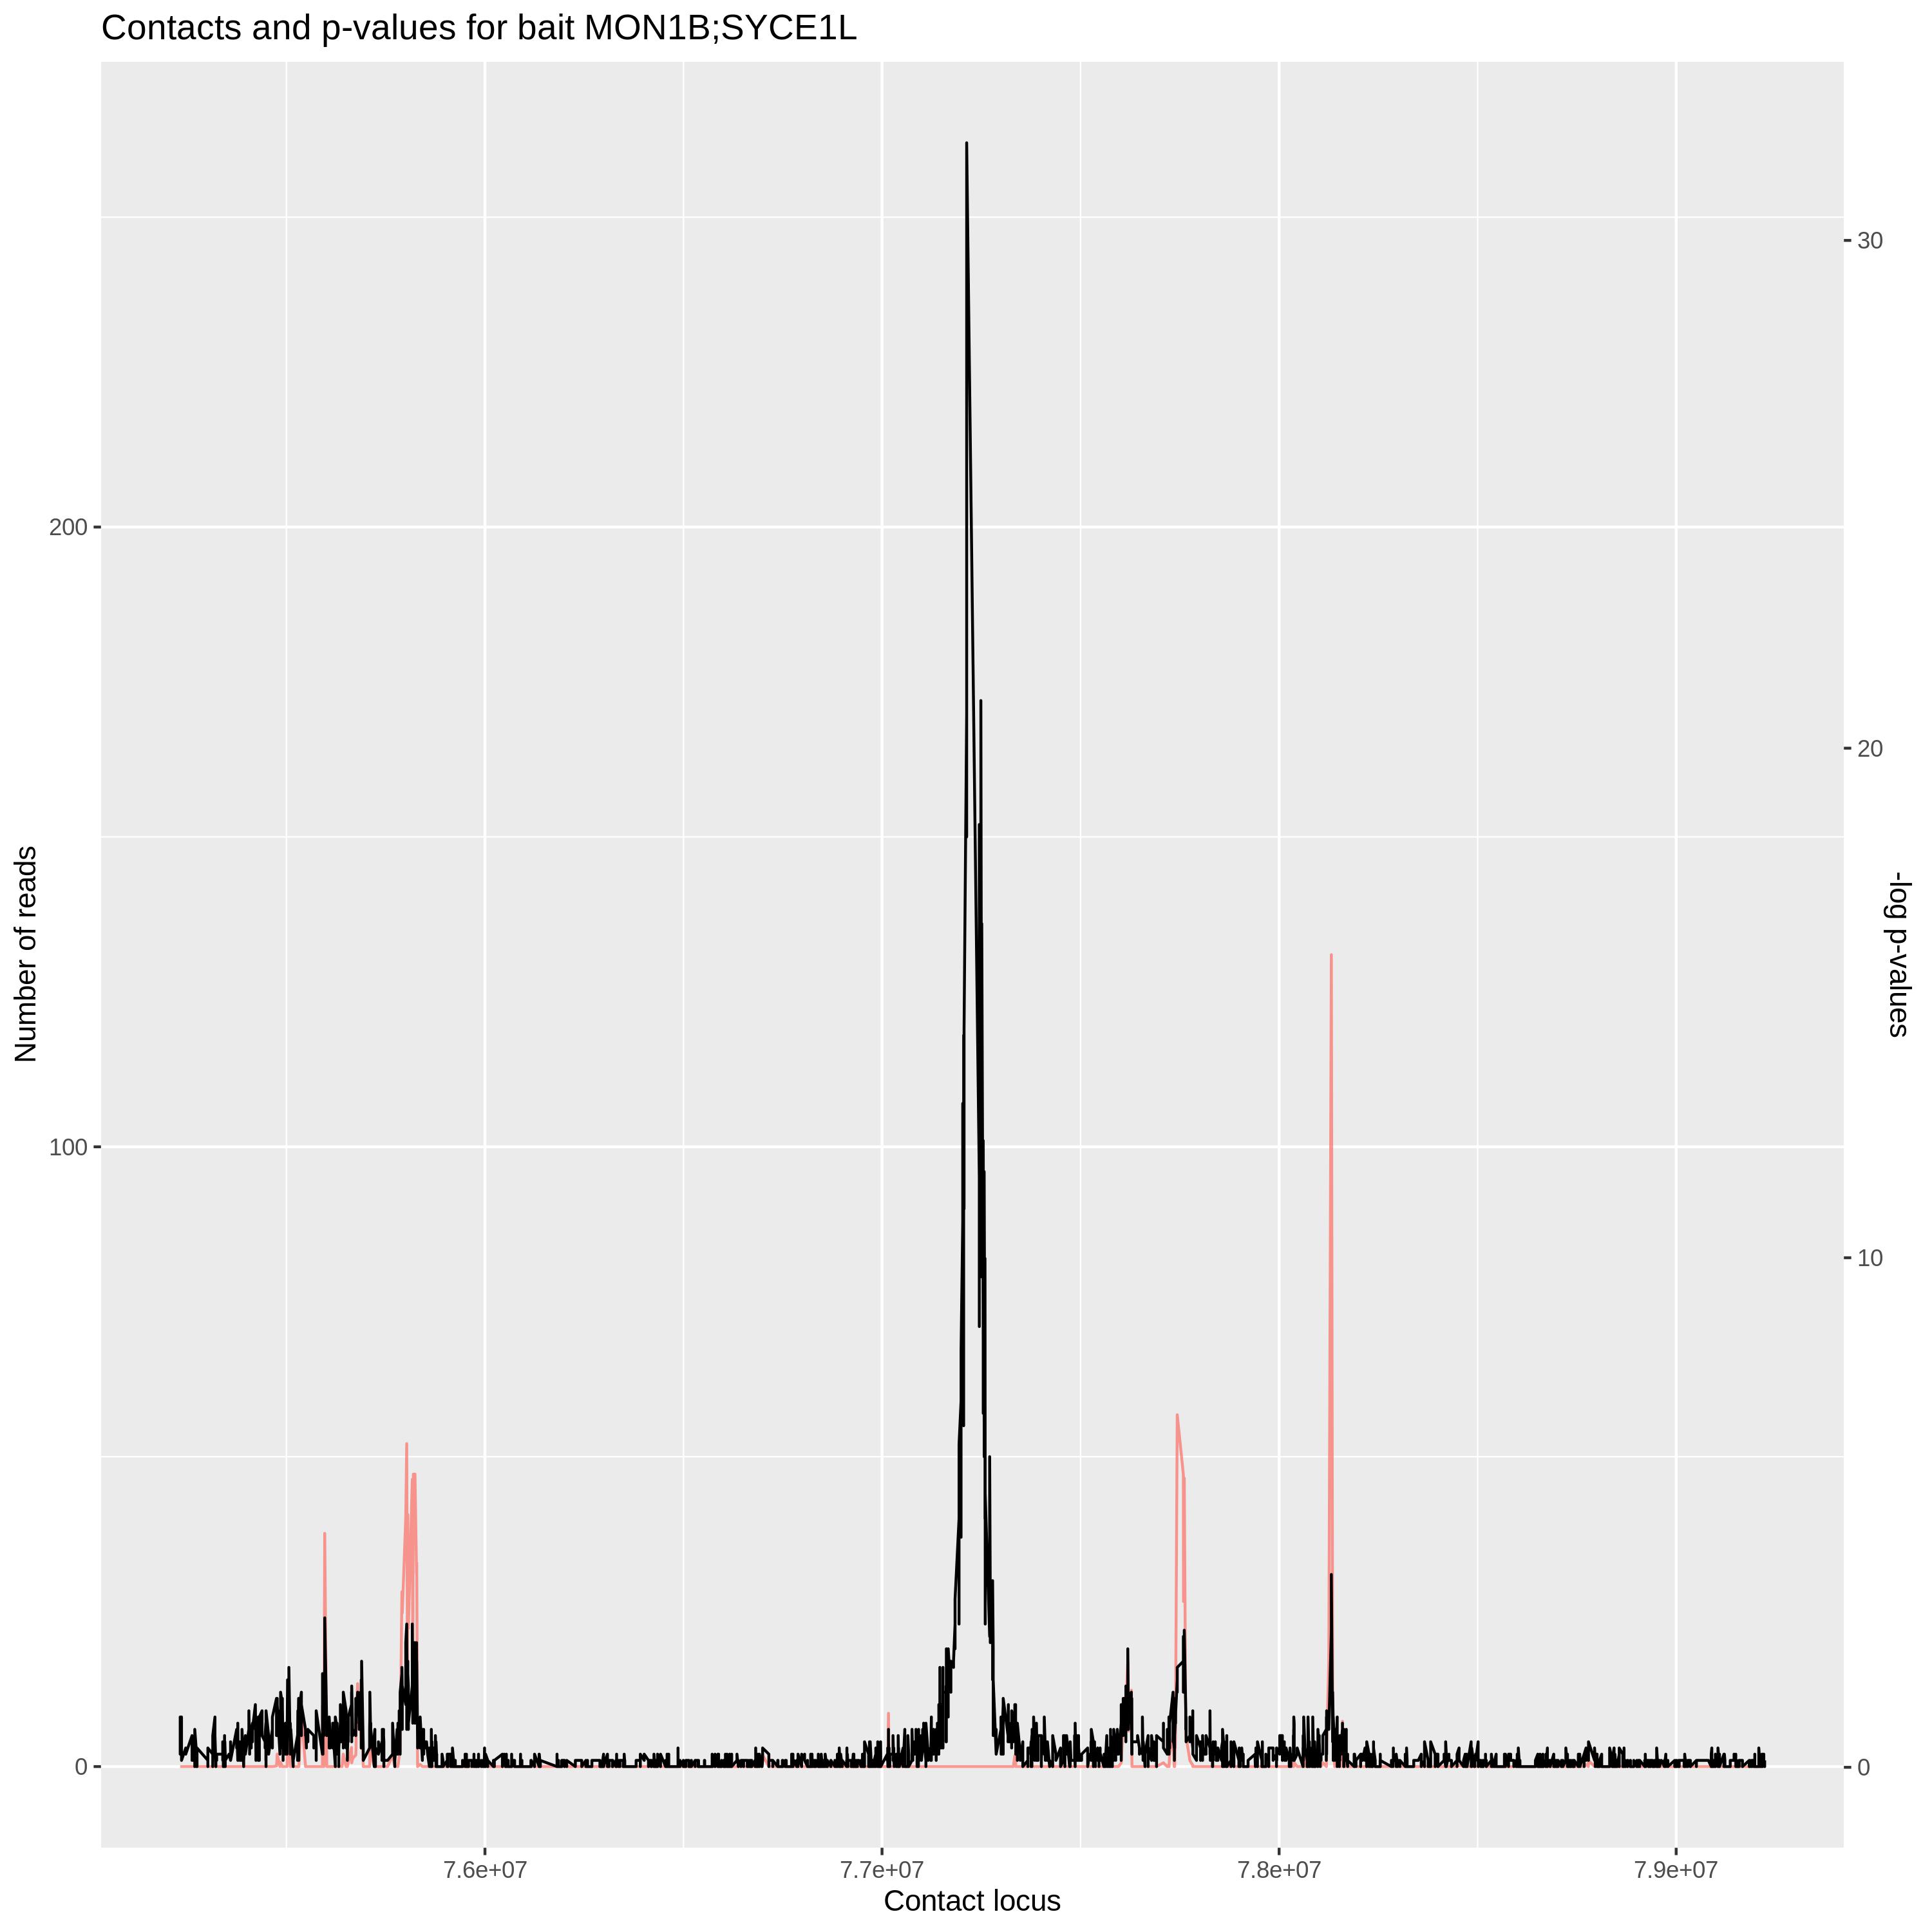 Contacts and p-values for bait MON1B;SYCE1L
Number of reads
200
100
0
30
20
10
0
-log p-values
7.6e+07
7.7e+07
7.8e+07
7.9e+07
Contact locus